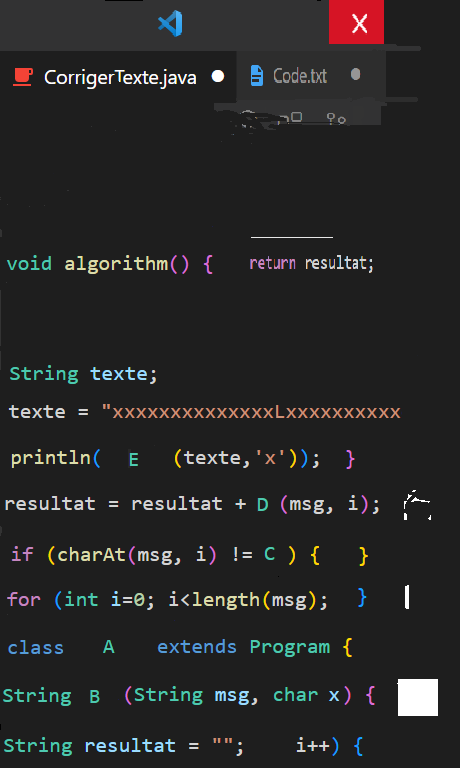 X
CorrigerTexte.java Code.txt
void algorithm() { return resultat;
String texte;
texte = "xxxxxxxxxxxxxxLxxxxxxxxxx
println( E (texte,'x')); }
resultat = resultat + D (msg, i);
if (charAt(msg, i) != C ) { }
for (int i=0; i<length(msg); }
class A extends Program {
String B (String msg, char x) {
String resultat = ""; i++) {